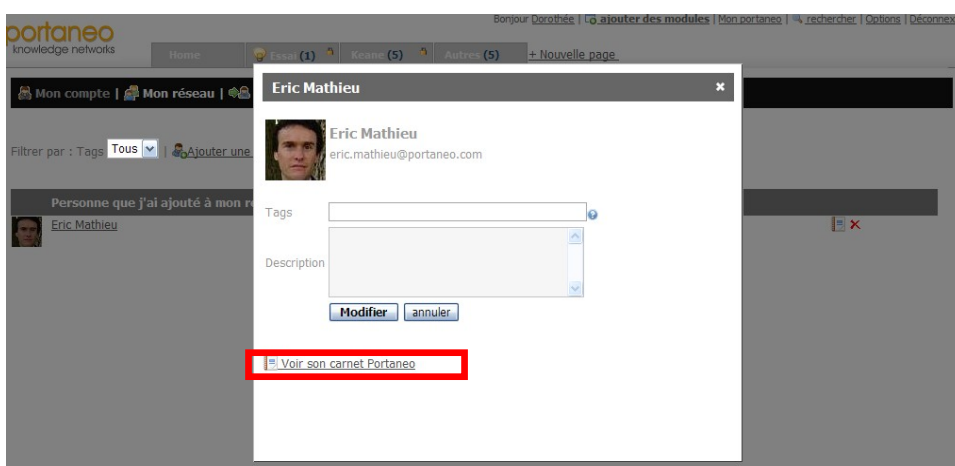 Bonjour Dorothée | ajouter des modules | Mon portaneo | rechercher | Options | Déconnex
portaneo
knowledge networks
Home Essai (1) Keane (5) Autres (5) + Nouvelle page
Mon compte | Mon réseau |
Eric Mathieu ×
Eric Mathieu
eric.mathieu@portaneo.com
Filtrer par : Tags Tous | Ajouter une
Personne que j'ai ajouté à mon r
Eric Mathieu
Tags
Description
Modifier annuler
Voir son carnet Portaneo